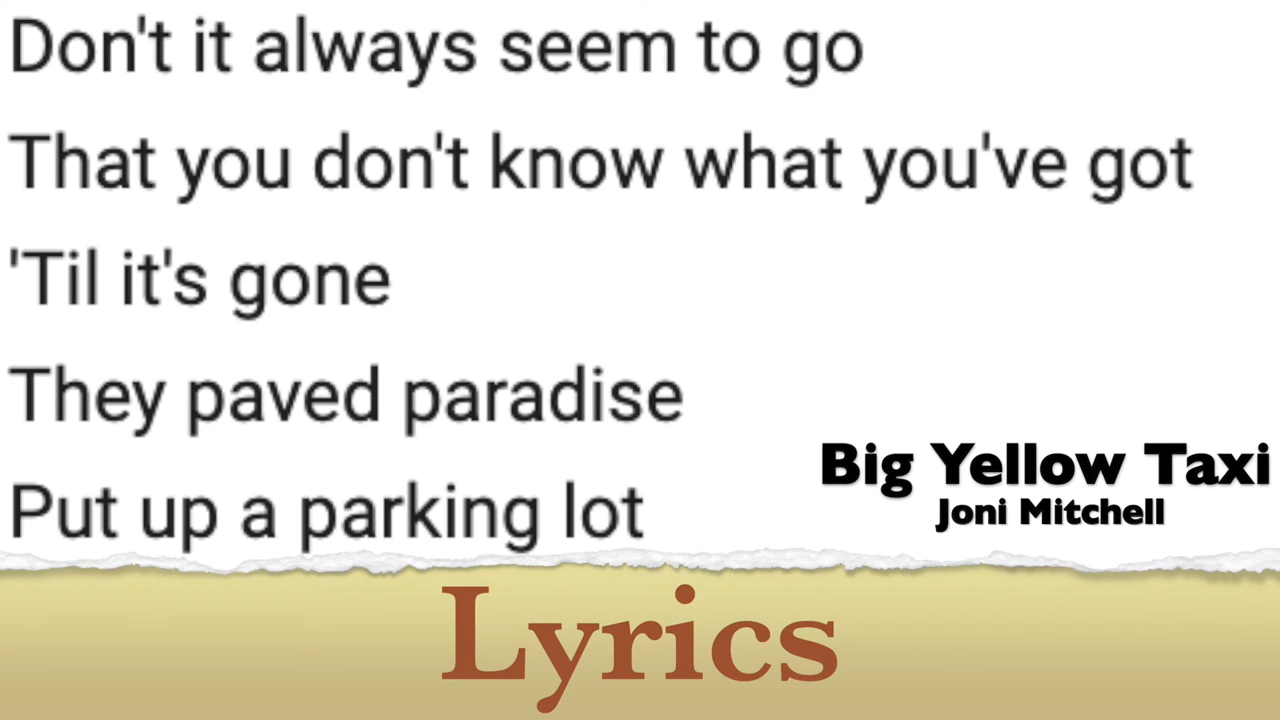 Don't it always seem to go
That you don't know what you've got
'Til it's gone
They paved paradise
Put up a parking lot
Big Yellow Taxi
Joni Mitchell
Lyrics